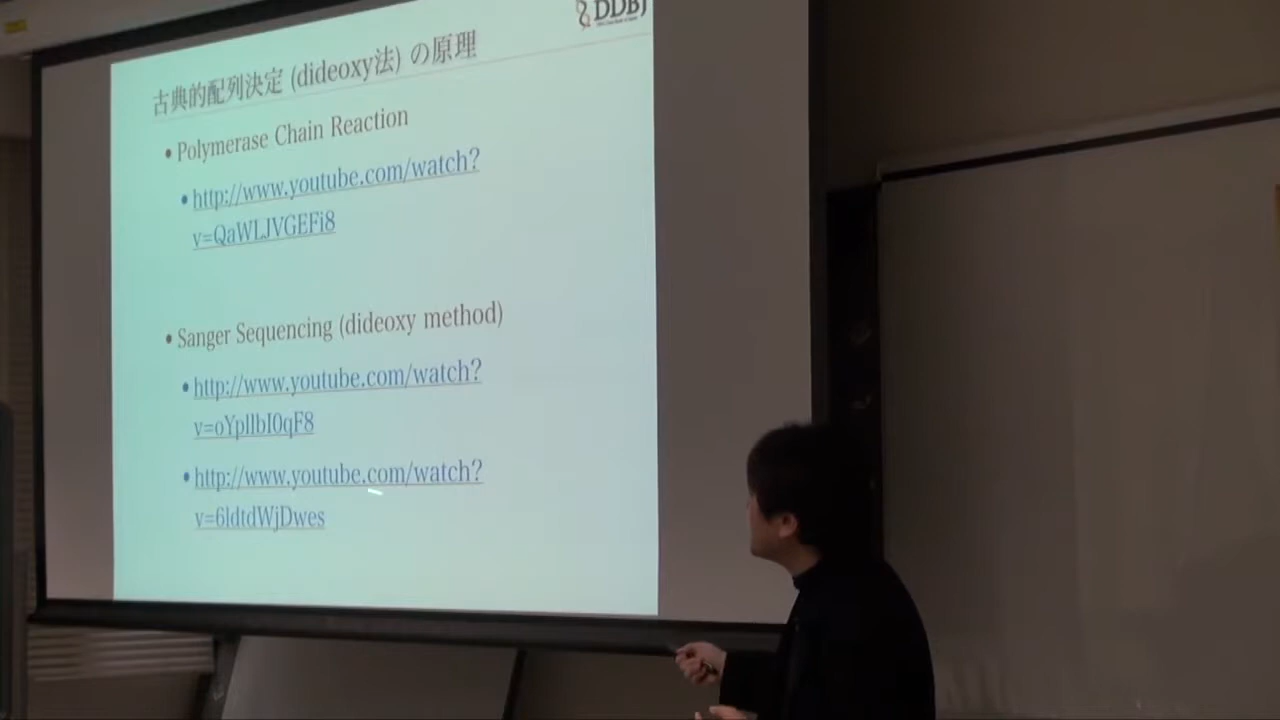 DDBJ
古典的配列決定 (dideoxy法) の原理
• Polymerase Chain Reaction
• http://www.youtube.com/watch?
v=QaWLJVGEFi8
• Sanger Sequencing (dideoxy method)
• http://www.youtube.com/watch?
v=oYpllbI0qF8
• http://www.youtube.com/watch?
v=6ldtdWjDwes